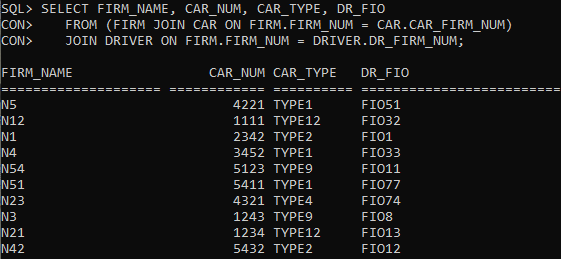 SQL> SELECT FIRM_NAME, CAR_NUM, CAR_TYPE, DR_FIO
CON>    FROM (FIRM JOIN CAR ON FIRM.FIRM_NUM = CAR.CAR_FIRM_NUM)
CON>    JOIN DRIVER ON FIRM.FIRM_NUM = DRIVER.DR_FIRM_NUM;
FIRM_NAME                 CAR_NUM CAR_TYPE   DR_FIO
==================== ============ ========== =========================
N5                           4221 TYPE1      FIO51
N12                          1111 TYPE12     FIO32
N1                           2342 TYPE2      FIO1
N4                           3452 TYPE1      FIO33
N54                          5123 TYPE9      FIO11
N51                          5411 TYPE1      FIO77
N23                          4321 TYPE4      FIO74
N3                           1243 TYPE9      FIO8
N21                          1234 TYPE12     FIO13
N42                          5432 TYPE2      FIO12